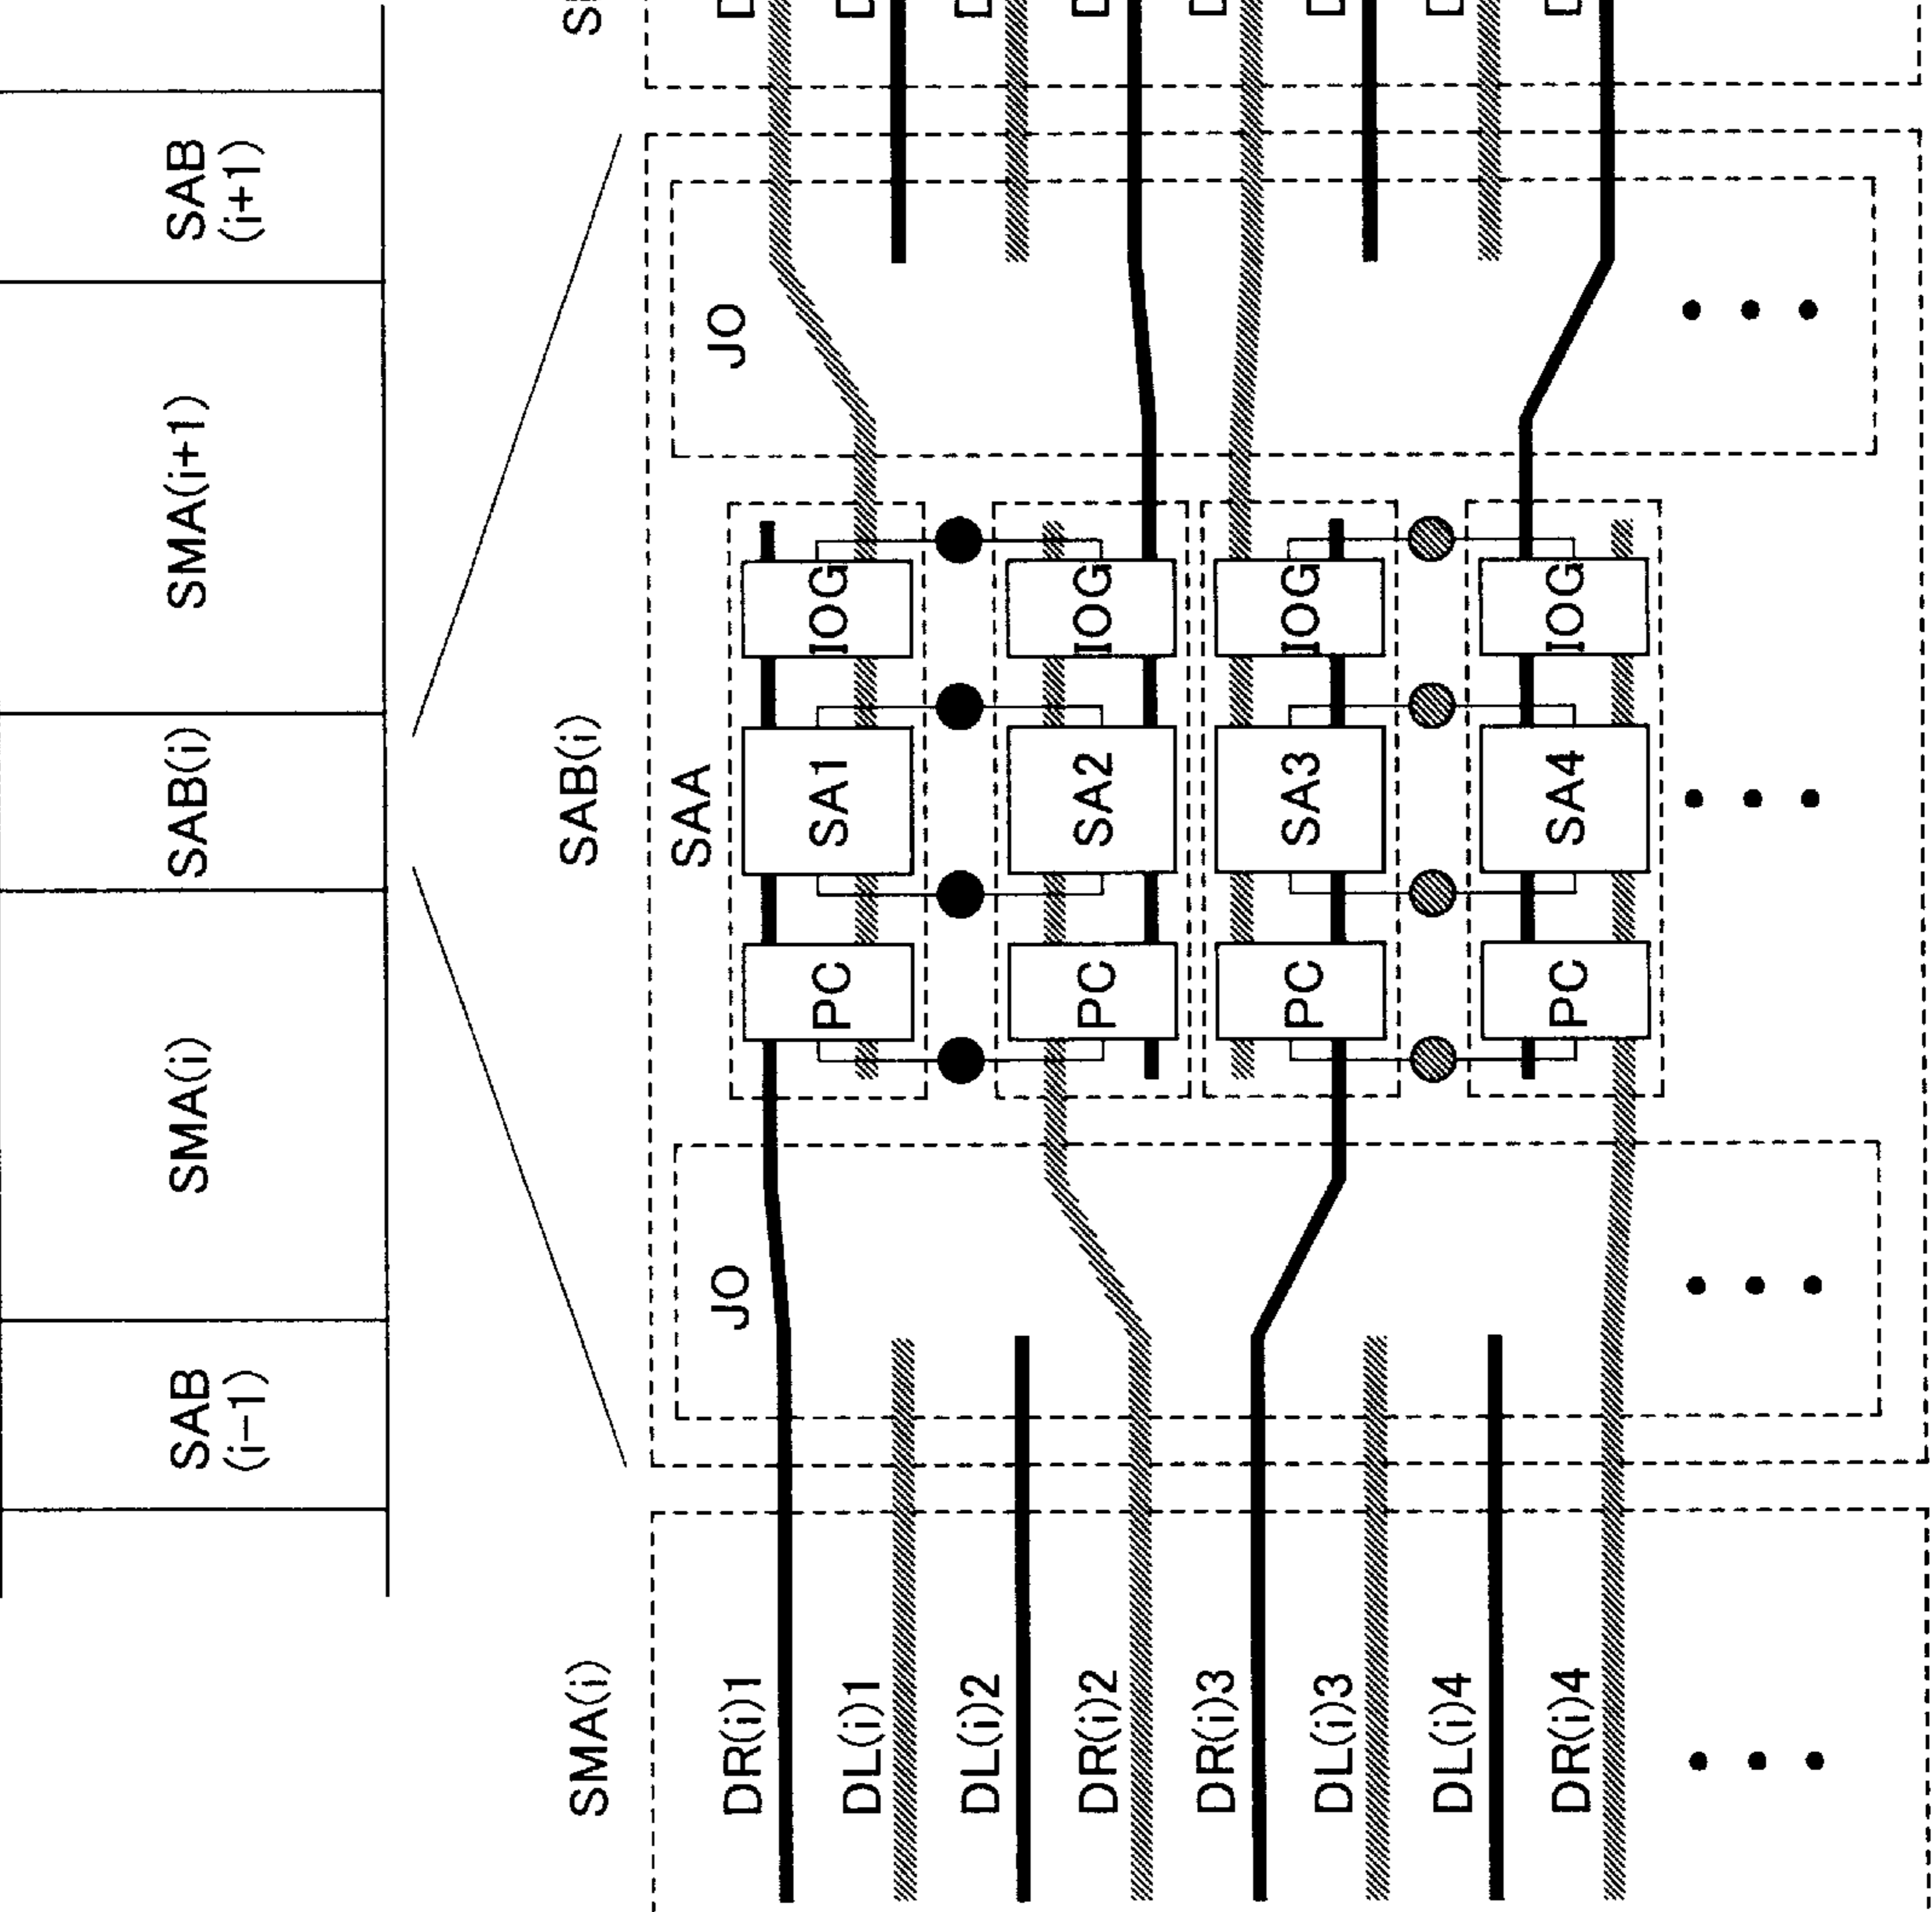 SAB
(i-1)
SMA(i)
SAB(i)
SMA(i+1)
SAB
(i+1)
SMA(i)
SAB(i)
SAA
JO
JO
DR(i)1
DL(i)1
DL(i)2
DR(i)2
DR(i)3
DL(i)3
DL(i)4
DR(i)4
PC
SA1
IOG
PC
SA2
IOG
PC
SA3
IOG
PC
SA4
IOG